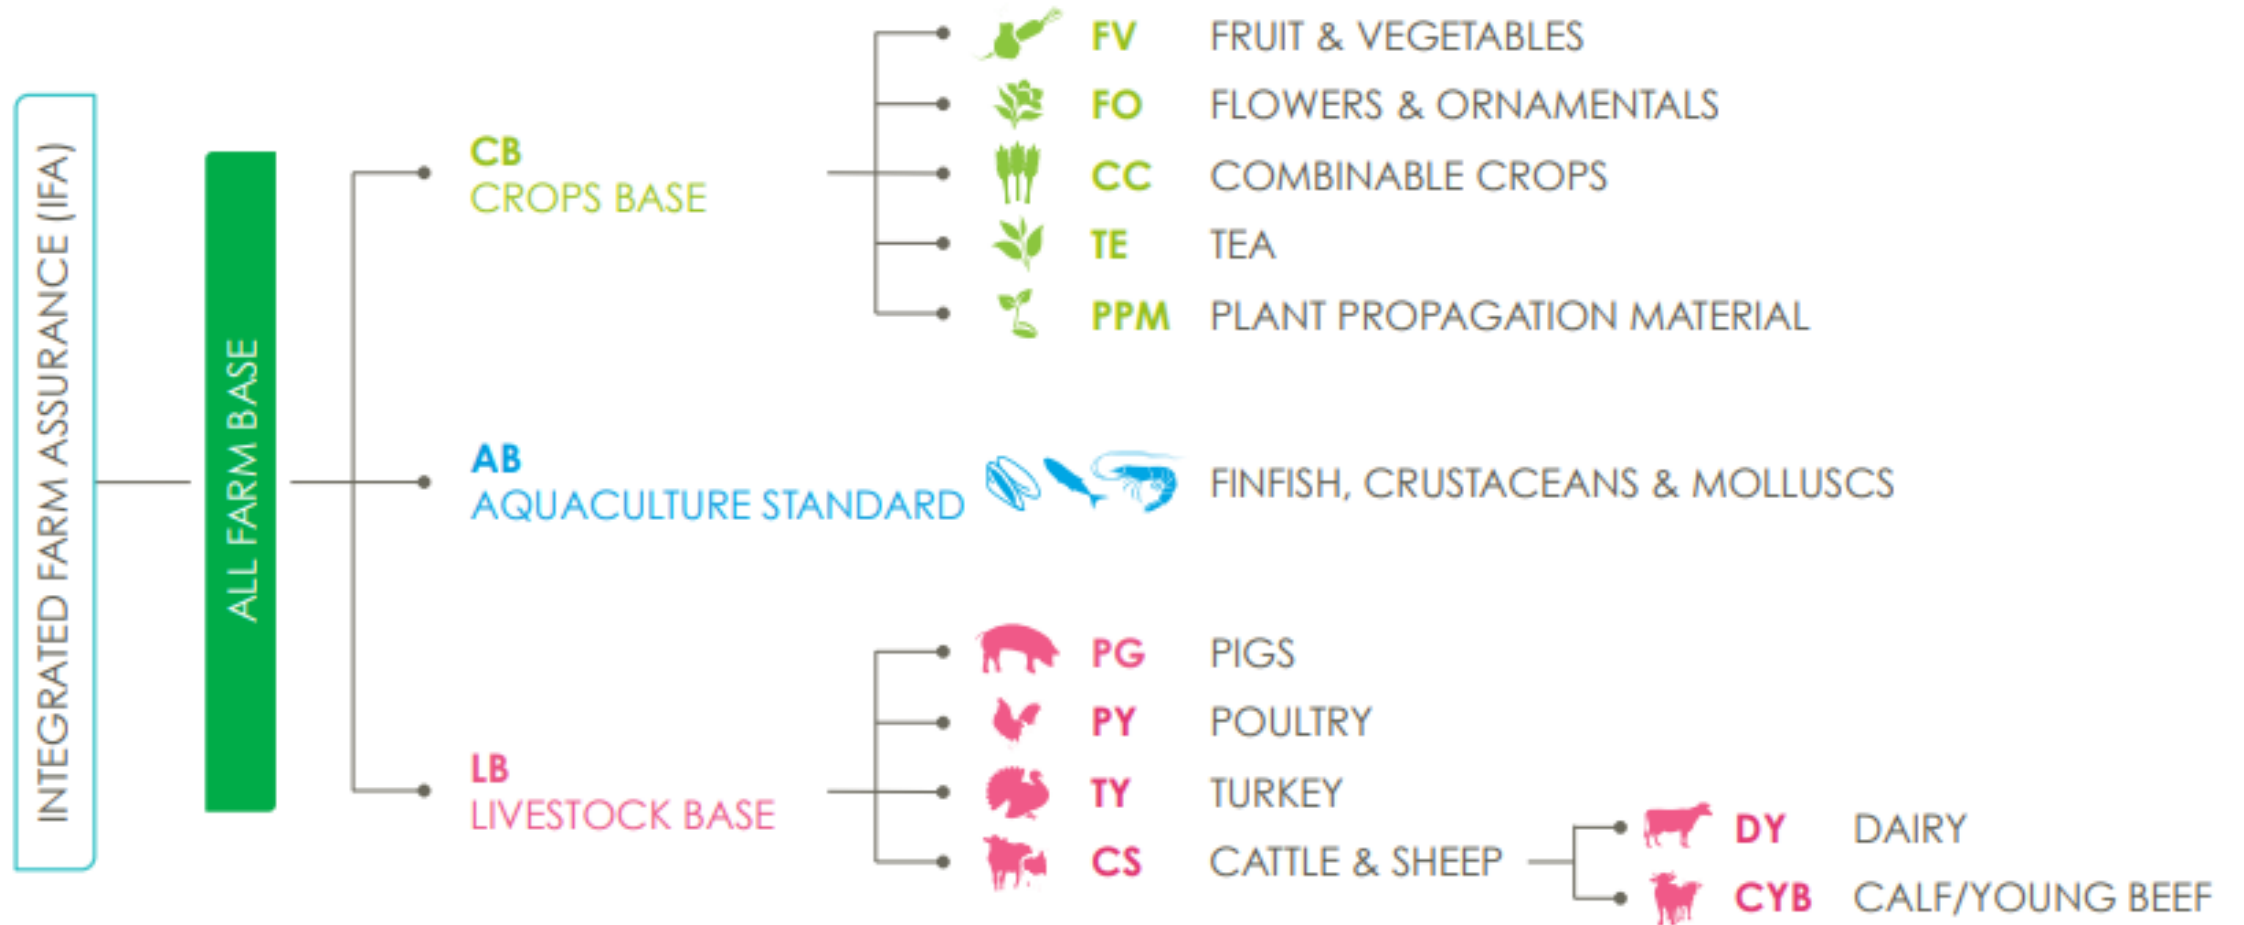 INTEGRATED FARM ASSURANCE (IFA)
ALL FARM BASE
CB
CROPS BASE
FV FRUIT & VEGETABLES
FO FLOWERS & ORNAMENTALS
CC COMBINABLE CROPS
TE TEA
PPM PLANT PROPAGATION MATERIAL
AB
AQUACULTURE STANDARD
FINFISH, CRUSTACEANS & MOLLUSCS
LB
LIVESTOCK BASE
PG PIGS
PY POULTRY
TY TURKEY
CS CATTLE & SHEEP
DY DAIRY
CYB CALF/YOUNG BEEF